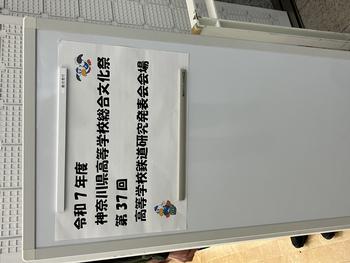 令和７年度
神奈川県高等学校総合文化祭
第３７回
高等学校鉄道研究発表会会場